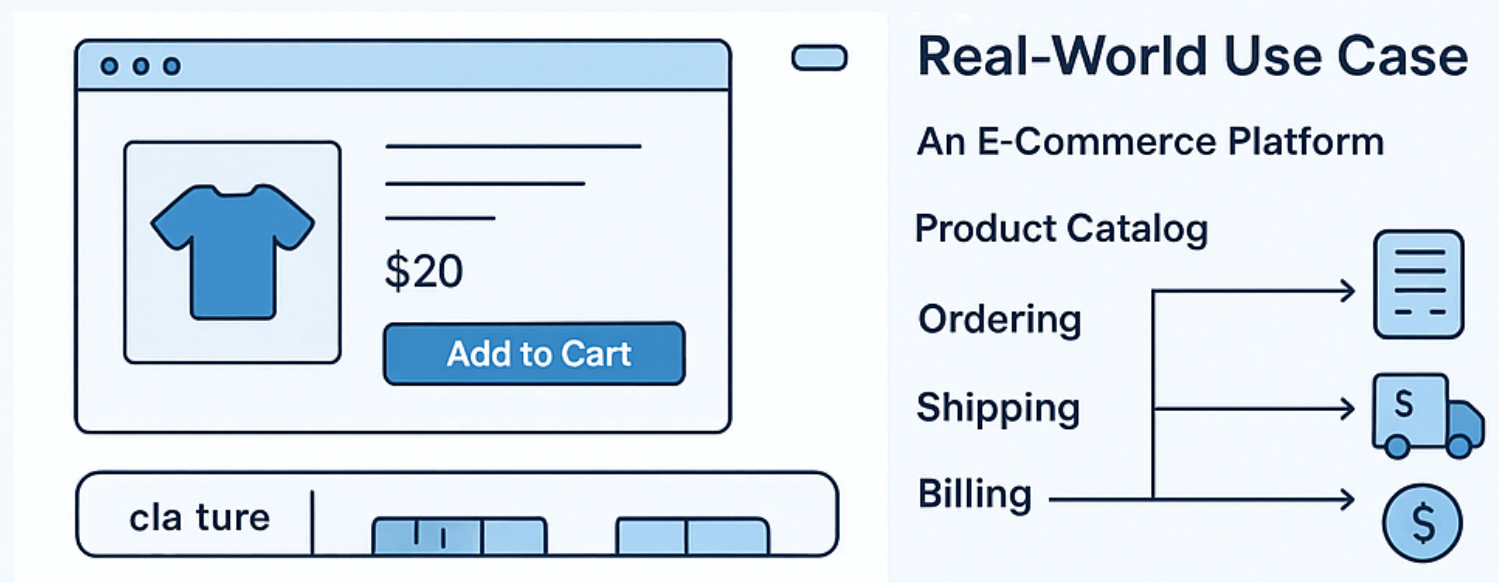 $20
Add to Cart
cla ture
Real-World Use Case
An E-Commerce Platform
Product Catalog
Ordering
Shipping
$
Billing
$